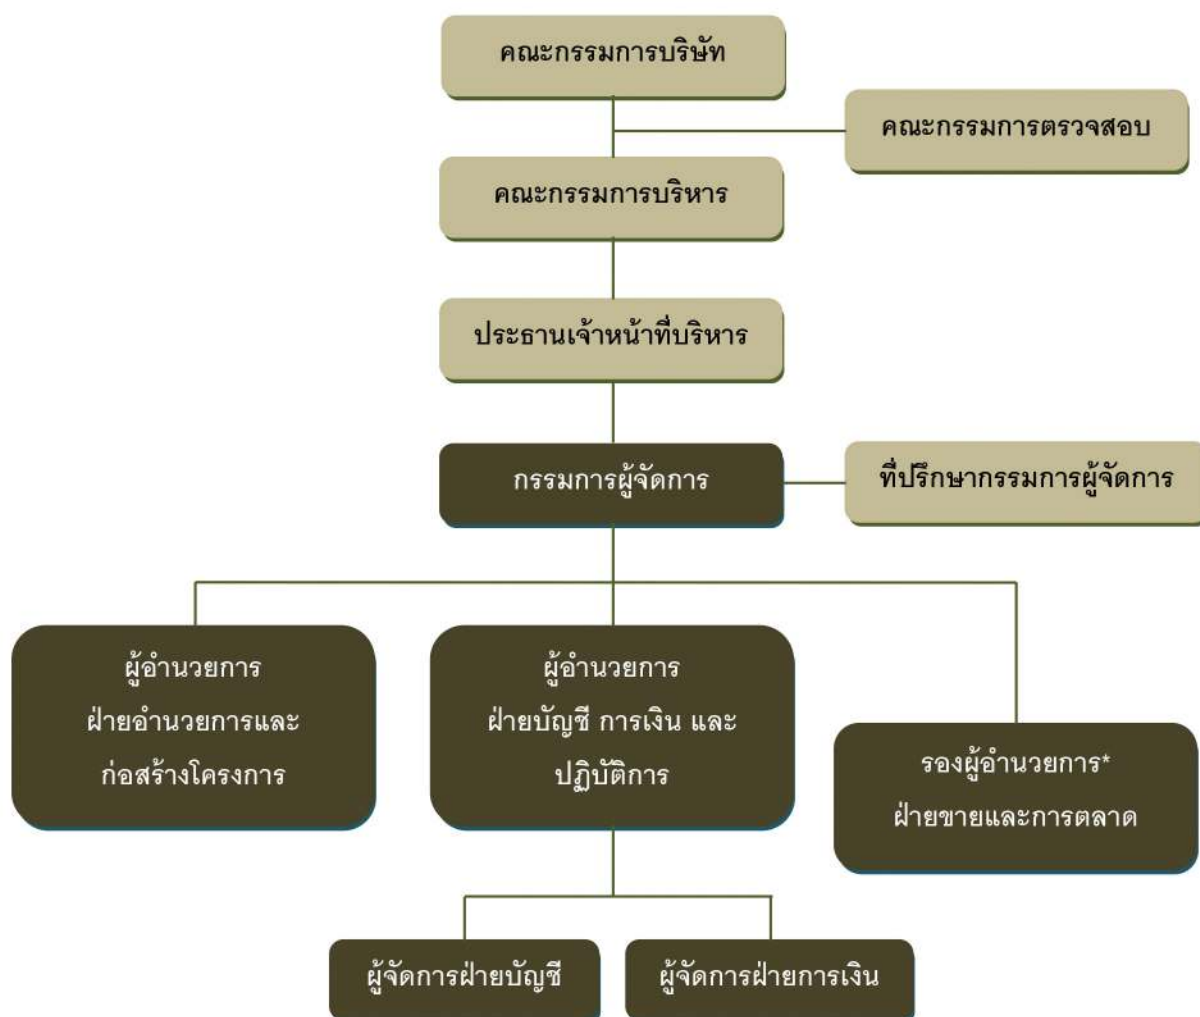 คณะกรรมการบริษัท
คณะกรรมการตรวจสอบ
คณะกรรมการบริหาร
ประธานเจ้าหน้าที่บริหาร
กรรมการผู้จัดการ
ที่ปรึกษากรรมการผู้จัดการ
ผู้อำนวยการ
ฝ่ายอำนวยการและ
ก่อสร้างโครงการ
ผู้อำนวยการ
ฝ่ายบัญชี การเงิน และ
ปฏิบัติการ
รองผู้อำนวยการ*
ฝ่ายขายและการตลาด
ผู้จัดการฝ่ายบัญชี
ผู้จัดการฝ่ายการเงิน